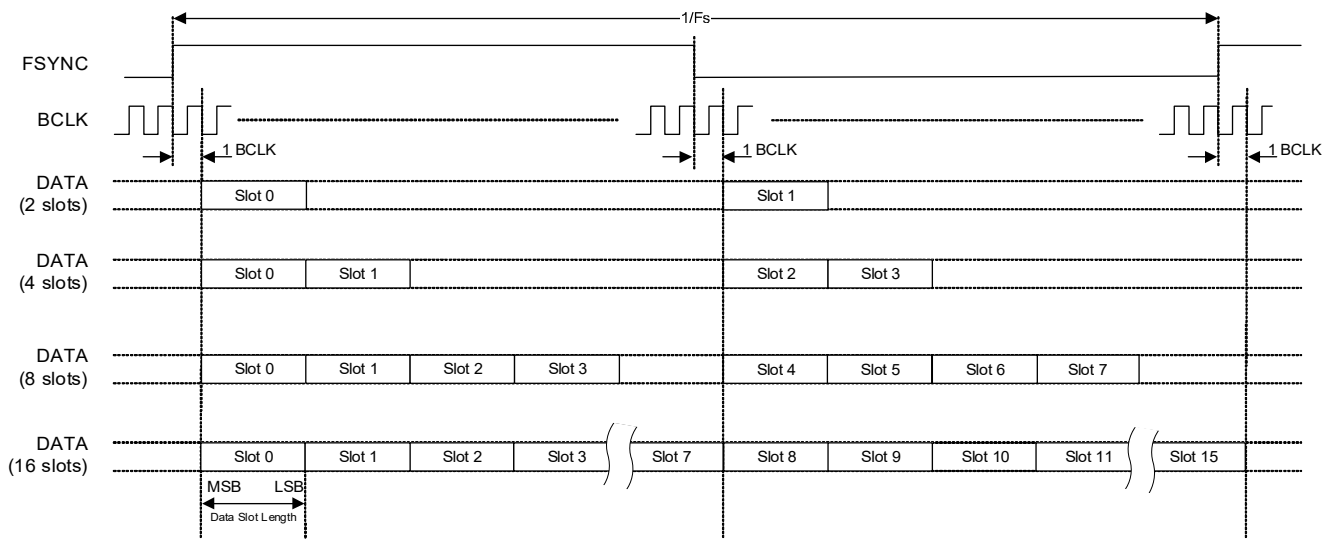 1/Fs
FSYNC
BCLK
1 BCLK
1 BCLK
1 BCLK
DATA
(2 slots)
Slot 0
Slot 1
DATA
(4 slots)
Slot 0
Slot 1
Slot 2
Slot 3
DATA
(8 slots)
Slot 0
Slot 1
Slot 2
Slot 3
Slot 4
Slot 5
Slot 6
Slot 7
DATA
(16 slots)
Slot 0
Slot 1
Slot 2
Slot 3
Slot 7
Slot 8
Slot 9
Slot 10
Slot 11
Slot 15
MSB
LSB
Data Slot Length